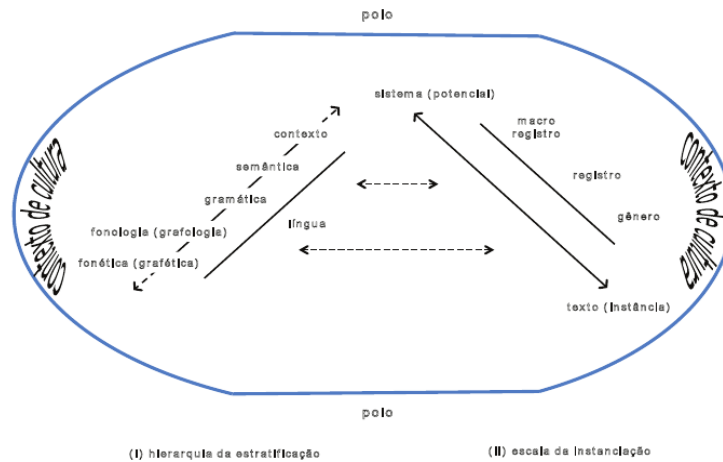 polo
sistema (potencial)
contexto
macro
registro
semântica
registro
gramática
gênero
língua
fonologia (grafologia)
fonética (grafética)
texto (instância)
contexto de cultura
contexto de cultura
polo
(I) hierarquia da estratificação
(II) escala da instanciação